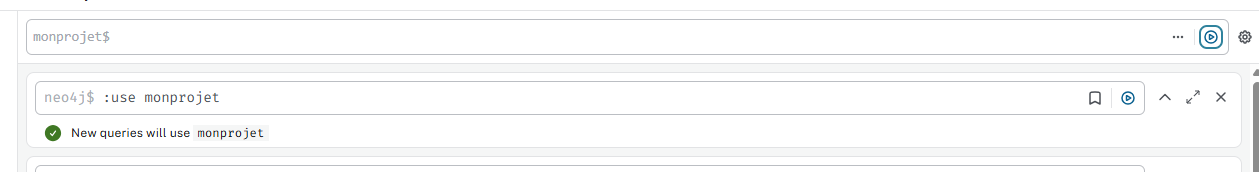 monprojet$
neo4j$ :use monprojet
New queries will use monprojet